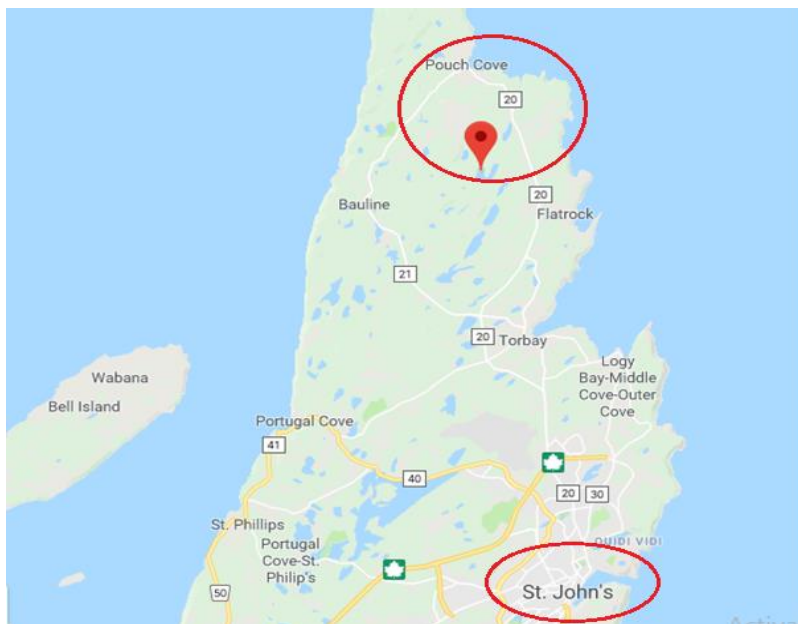 Pouch Cove
20
20
Bauline
Flatrock
21
20
Torbay
Wabana
Bell Island
Logy
Bay-Middle
Cove-Outer
Cove
Portugal Cove
41
40
20
30
St. Phillips
QUIDI VIDI
Portugal
Cove-St.
Philip's
50
St. John's